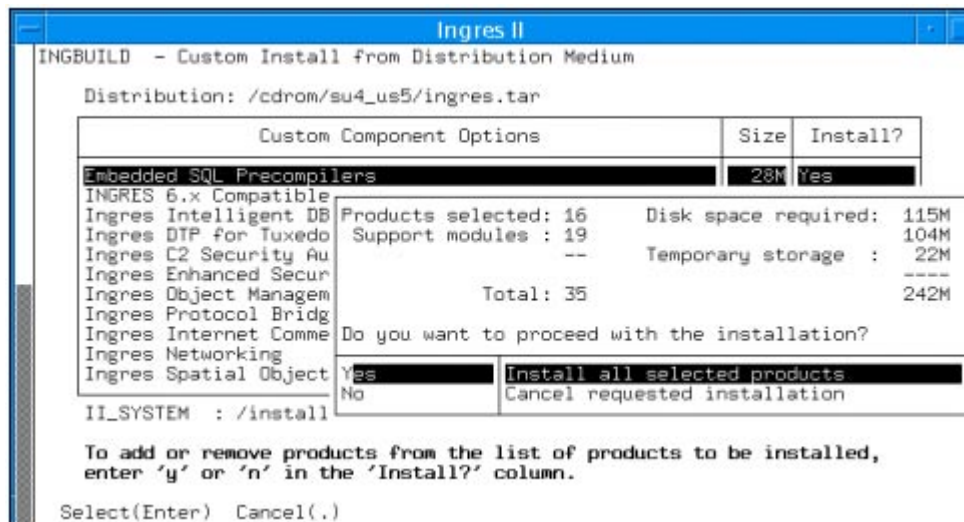 Ingres II
INGBUILD - Custom Install from Distribution Medium
Distribution: /cdrom/su4_us5/ingres.tar
Custom Component Options Size Install?
Embedded SQL Precompilers 28M Yes
INGRES 6.x Compatible
Ingres Intelligent DB
Ingres DTP for Tuxedo
Ingres C2 Security Au
Ingres Enhanced Secur
Ingres Object Managem
Ingres Protocol Bridg
Ingres Internet Comme
Ingres Networking
Ingres Spatial Object
Products selected: 16 Disk space required: 115M
Support modules : 19 104M
-- Temporary storage : 22M
----
Total: 35 242M
Do you want to proceed with the installation?
Yes Install all selected products
No Cancel requested installation
II_SYSTEM : /install
To add or remove products from the list of products to be installed,
enter 'y' or 'n' in the 'Install?' column.
Select(Enter) Cancel(.)